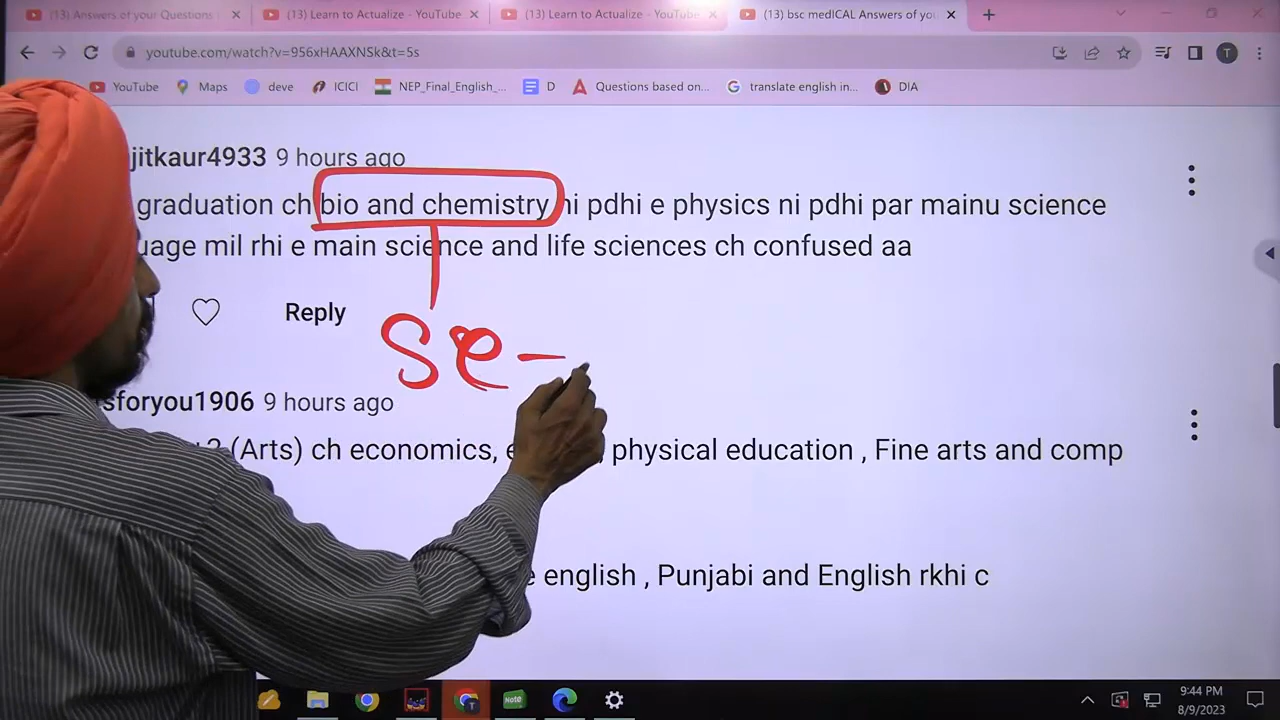 (13) Answers of your Questions
(13) Learn to Actualize - YouTube
(13) Learn to Actualize - YouTube
(13) bsc medICAL Answers of you
youtube.com/watch?v=956xHAAXNSk&t=5s
T
YouTube
Maps
deve
ICICI
NEP_Final_English_...
D
Questions based on...
translate english in...
DIA
jitkaur4933 9 hours ago
graduation ch bio and chemistry ni pdhi e physics ni pdhi par mainu science
uage mil rhi e main science and life sciences ch confused aa
Reply
se-
sforyou1906 9 hours ago
2 (Arts) ch economics, physical education , Fine arts and comp
english , Punjabi and English rkhi c
Note
9:44 PM
8/9/2023